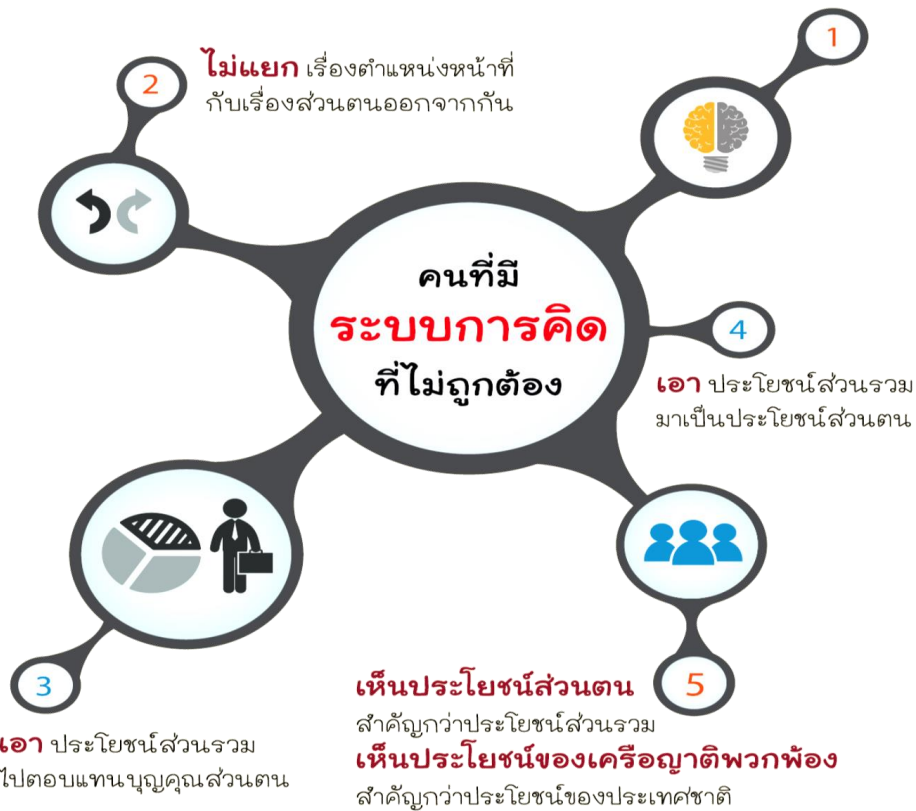 1
2
ไม่แยก เรื่องตำแหน่งหน้าที่
กับเรื่องส่วนตนออกจากกัน
คนที่มี
ระบบการคิด
ที่ไม่ถูกต้อง
4
เอา ประโยชน์ส่วนรวม
มาเป็นประโยชน์ส่วนตน
3
เอา ประโยชน์ส่วนรวม
ไปตอบแทนบุญคุณส่วนตน
5
เห็นประโยชน์ส่วนตน
สำคัญกว่าประโยชน์ส่วนรวม
เห็นประโยชน์ของเครือญาติพวกพ้อง
สำคัญกว่าประโยชน์ของประเทศชาติ